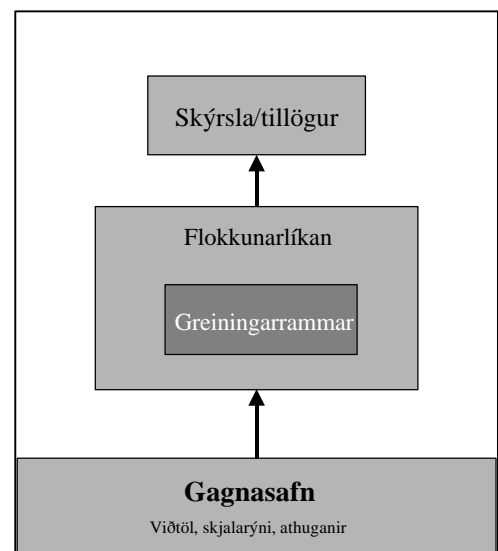 Skýrsla/tillögur
Flokkunarlíkan
Greiningarrammar
Gagnasafn
Viðtöl, skjalarýni, athuganir